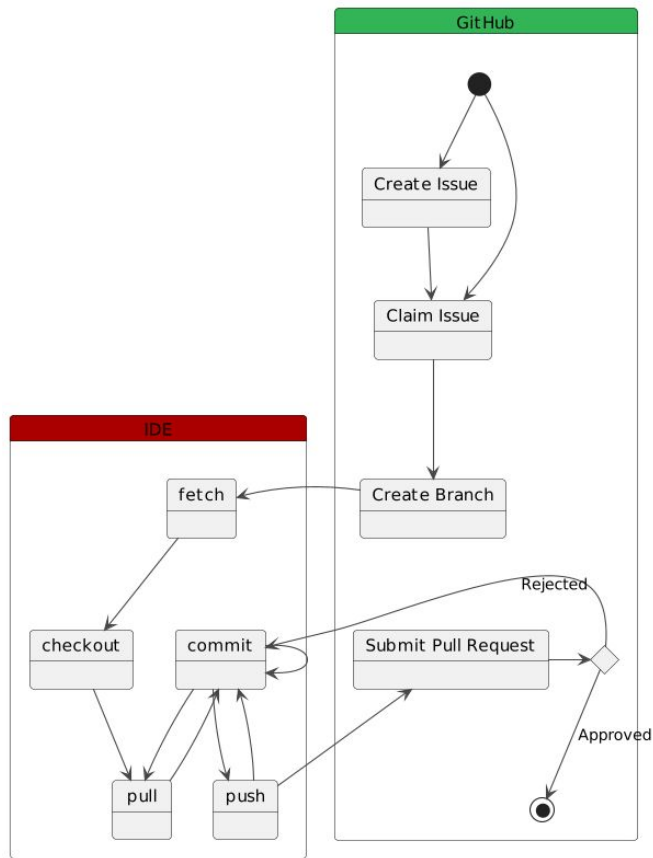 GitHub
Create Issue
Claim Issue
IDE
fetch
Create Branch
Rejected
checkout
commit
Submit Pull Request
Approved
pull
push